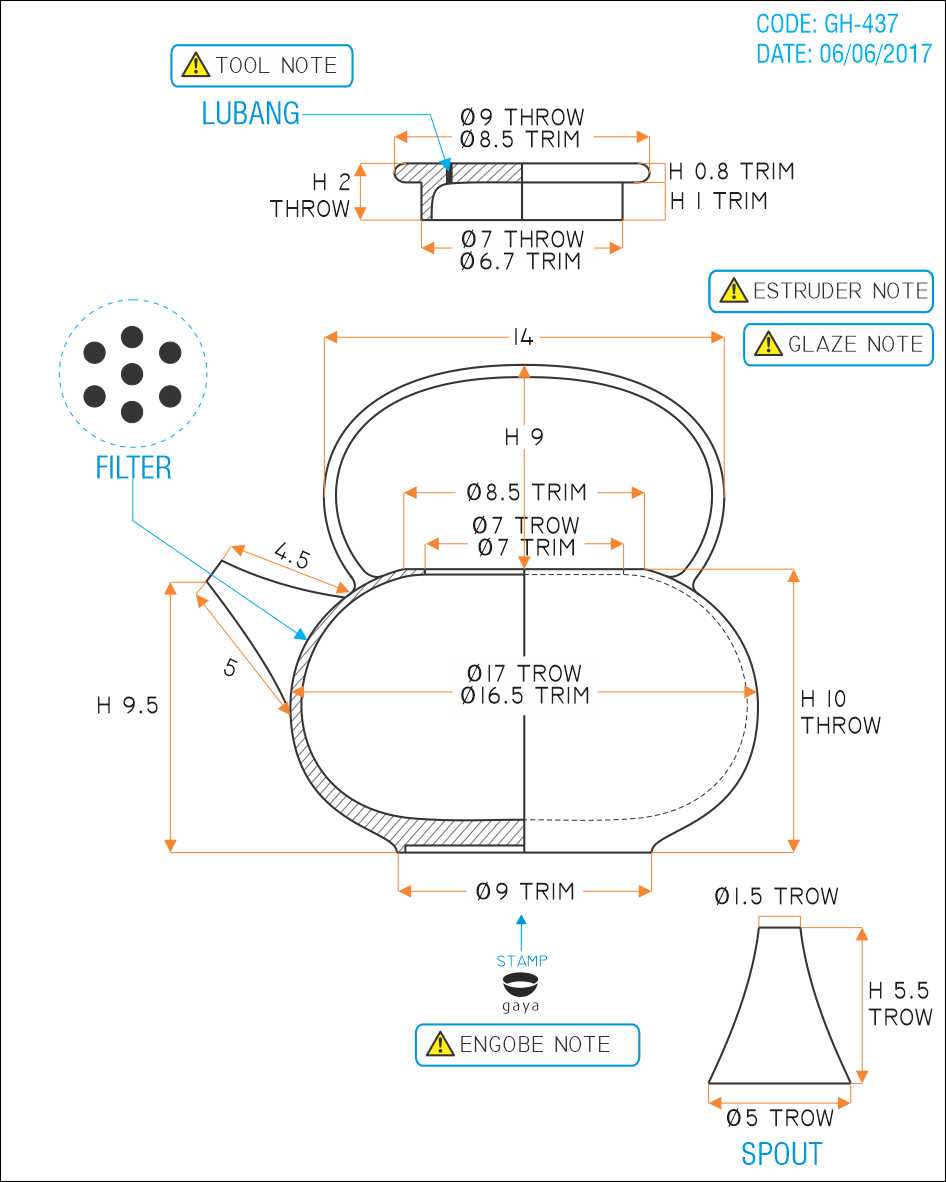 CODE: GH-437
DATE: 06/06/2017
TOOL NOTE
LUBANG
Ø9 THROW
Ø8.5 TRIM
H 2
THROW
H 0.8 TRIM
H 1 TRIM
Ø7 THROW
Ø6.7 TRIM
ESTRUDER NOTE
GLAZE NOTE
14
H 9
FILTER
Ø8.5 TRIM
Ø7 TROW
Ø7 TRIM
4.5
5
H 9.5
Ø17 TROW
Ø16.5 TRIM
H 10
THROW
Ø9 TRIM
STAMP
gaya
ENGOBE NOTE
Ø1.5 TROW
H 5.5
TROW
Ø5 TROW
SPOUT